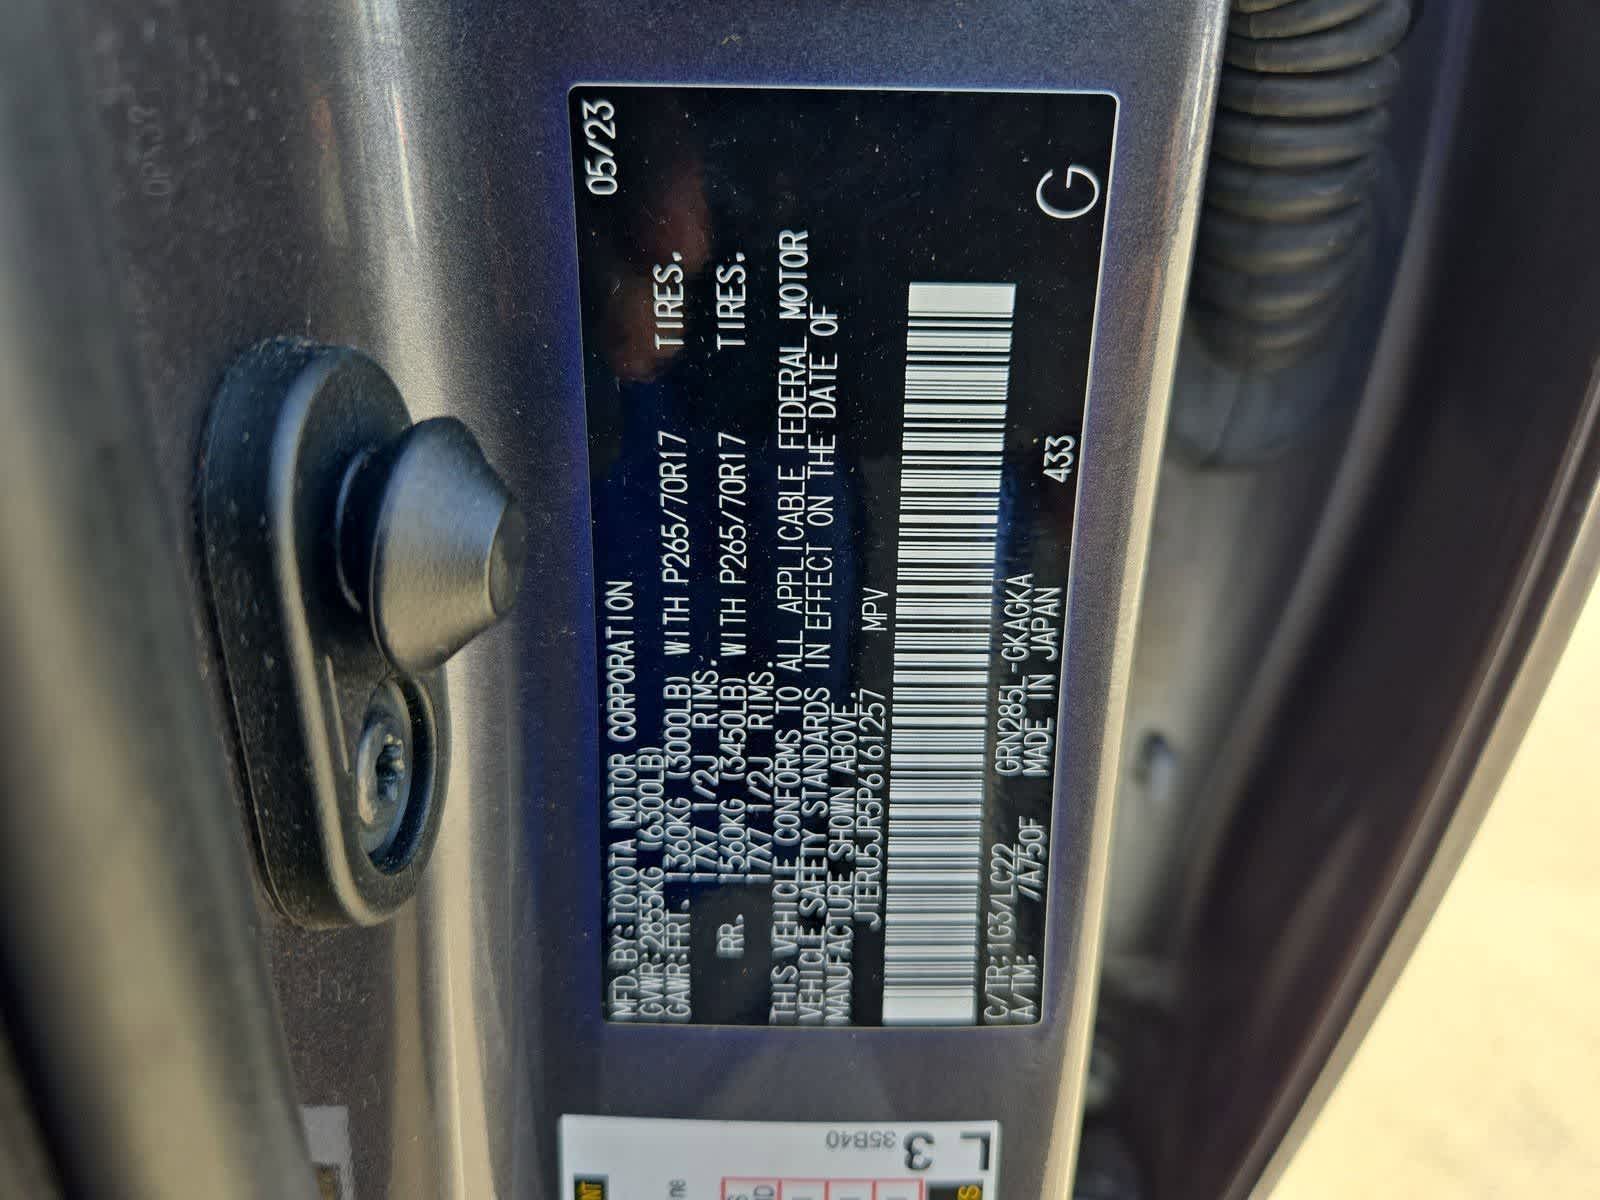 MFD.BY:TOYOTA MOTOR CORPORATION 05/23
GVWR:2855KG (6300LB)
GAWR:FRT. 1360KG (3000LB) WITH P265/70R17 TIRES.
17X7 1/2J RIMS.
RR. 1560KG (3450LB) WITH P265/70R17 TIRES.
17X7 1/2J RIMS.
THIS VEHICLE CONFORMS TO ALL APPLICABLE FEDERAL MOTOR
VEHICLE SAFETY STANDARDS IN EFFECT ON THE DATE OF
MANUFACTURE SHOWN ABOVE.
JTERU5JR5P6161257 MPV
C/TR:1G3/LC22 GRN285L-GKAGKA
A/TM: /A750F MADE IN JAPAN
433
G
L
3
35B40